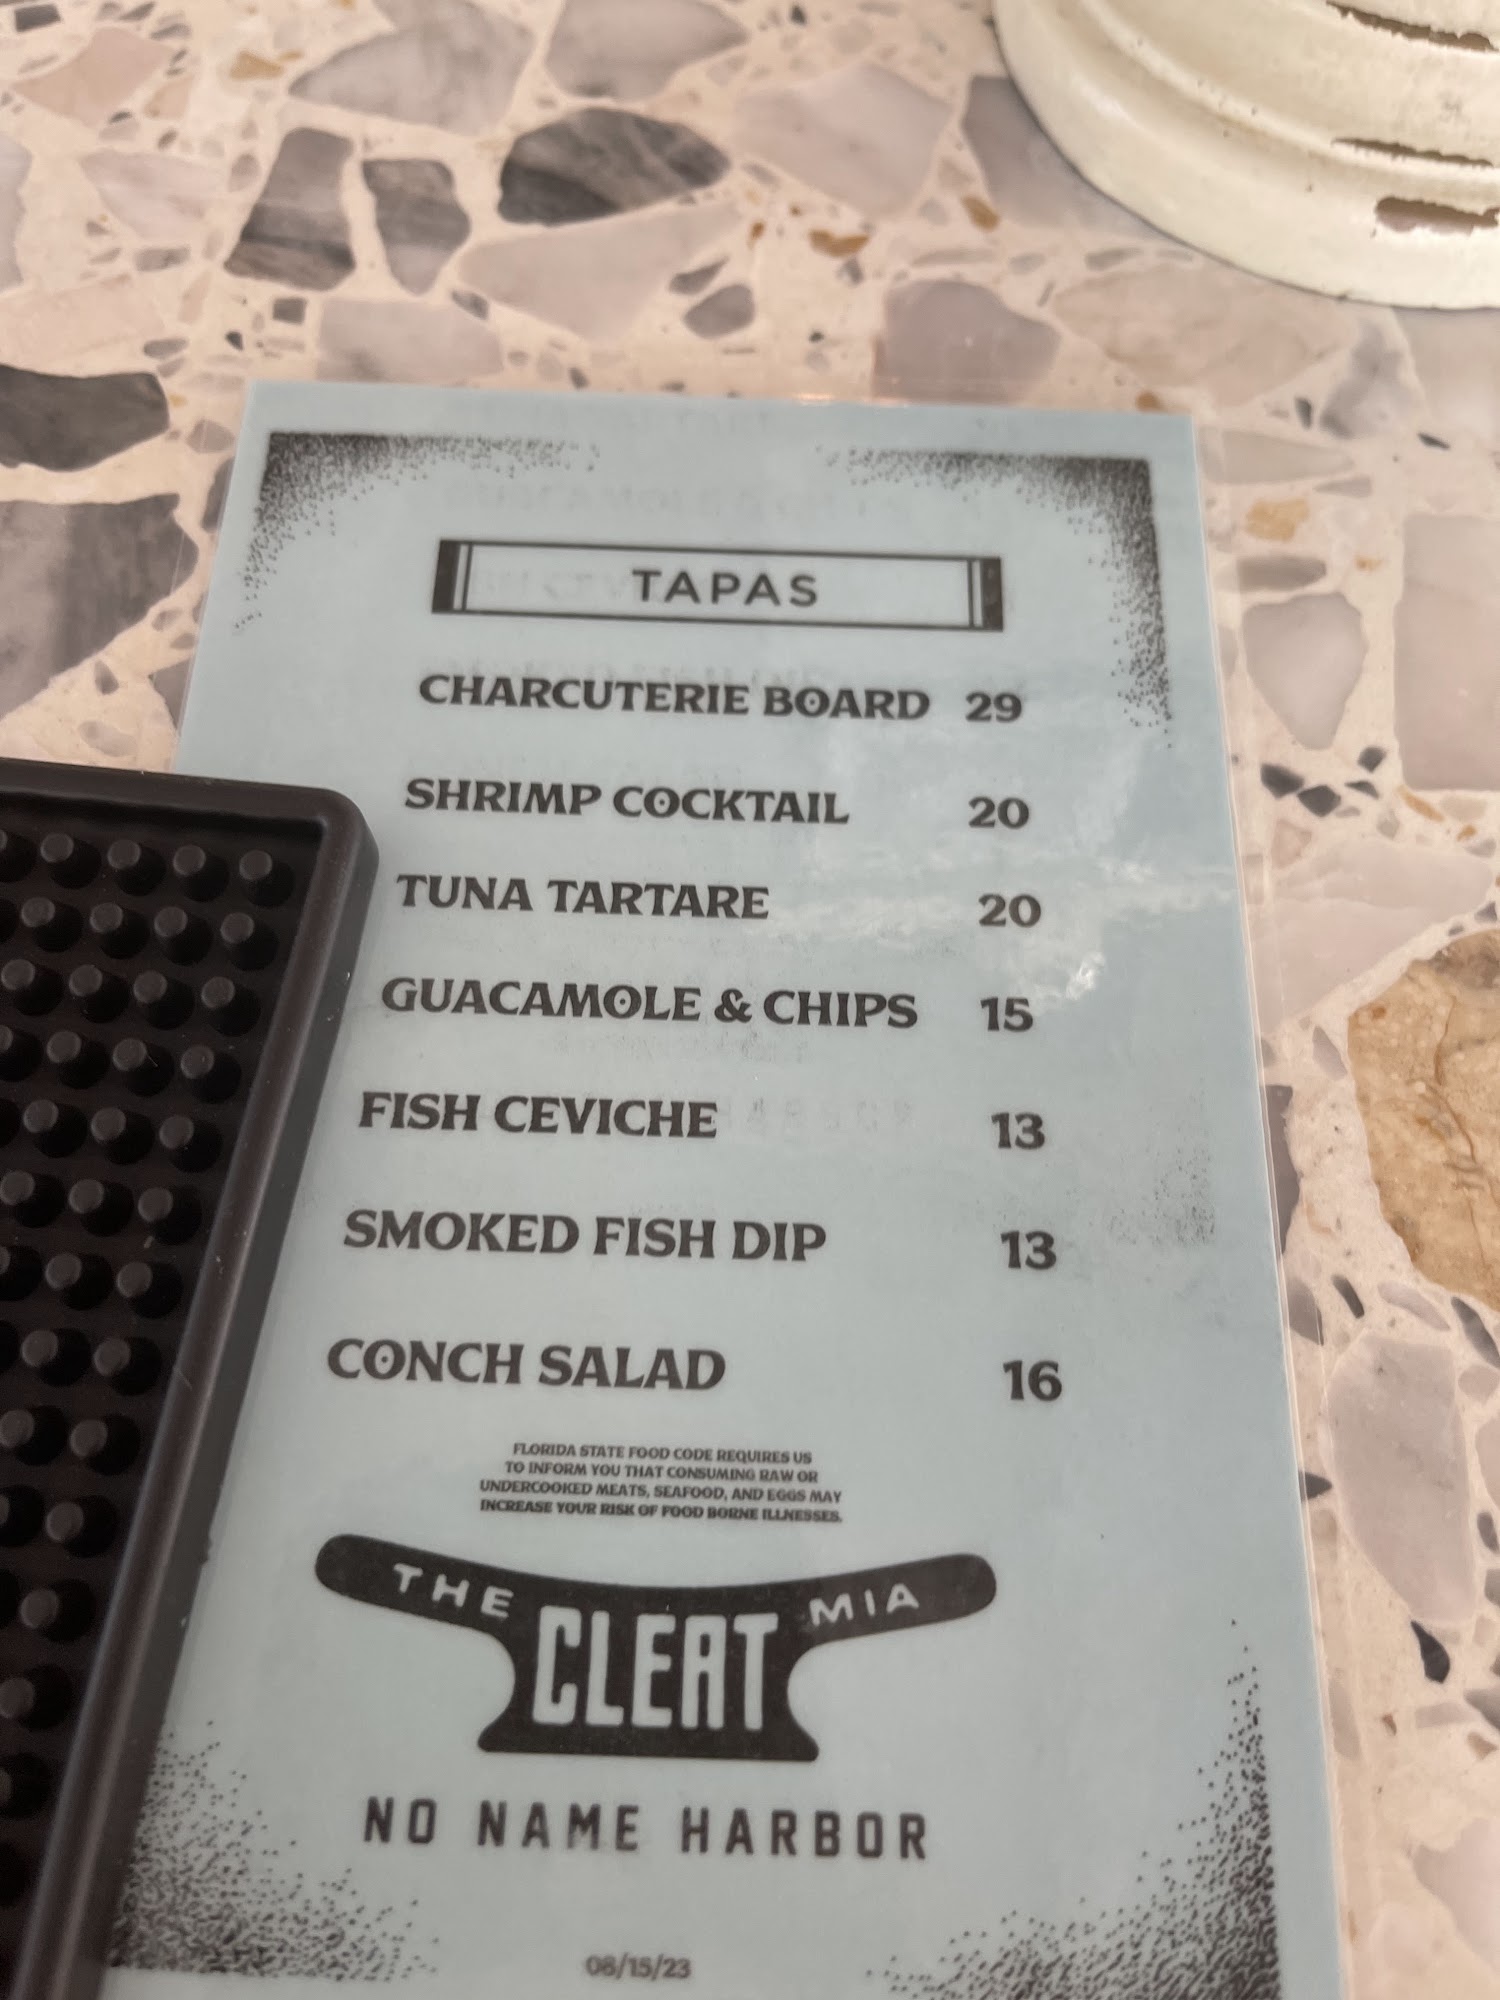 TAPAS
CHARCUTERIE BOARD 29
SHRIMP COCKTAIL 20
TUNA TARTARE 20
GUACAMOLE & CHIPS 15
FISH CEVICHE 13
SMOKED FISH DIP 13
CONCH SALAD 16
FLORIDA STATE FOOD CODE REQUIRES US
TO INFORM YOU THAT CONSUMING RAW OR
UNDERCOOKED MEATS, SEAFOOD, AND EGGS MAY
INCREASE YOUR RISK OF FOOD BORNE ILLNESSES.
THE CLEAT MIA
NO NAME HARBOR
08/15/23